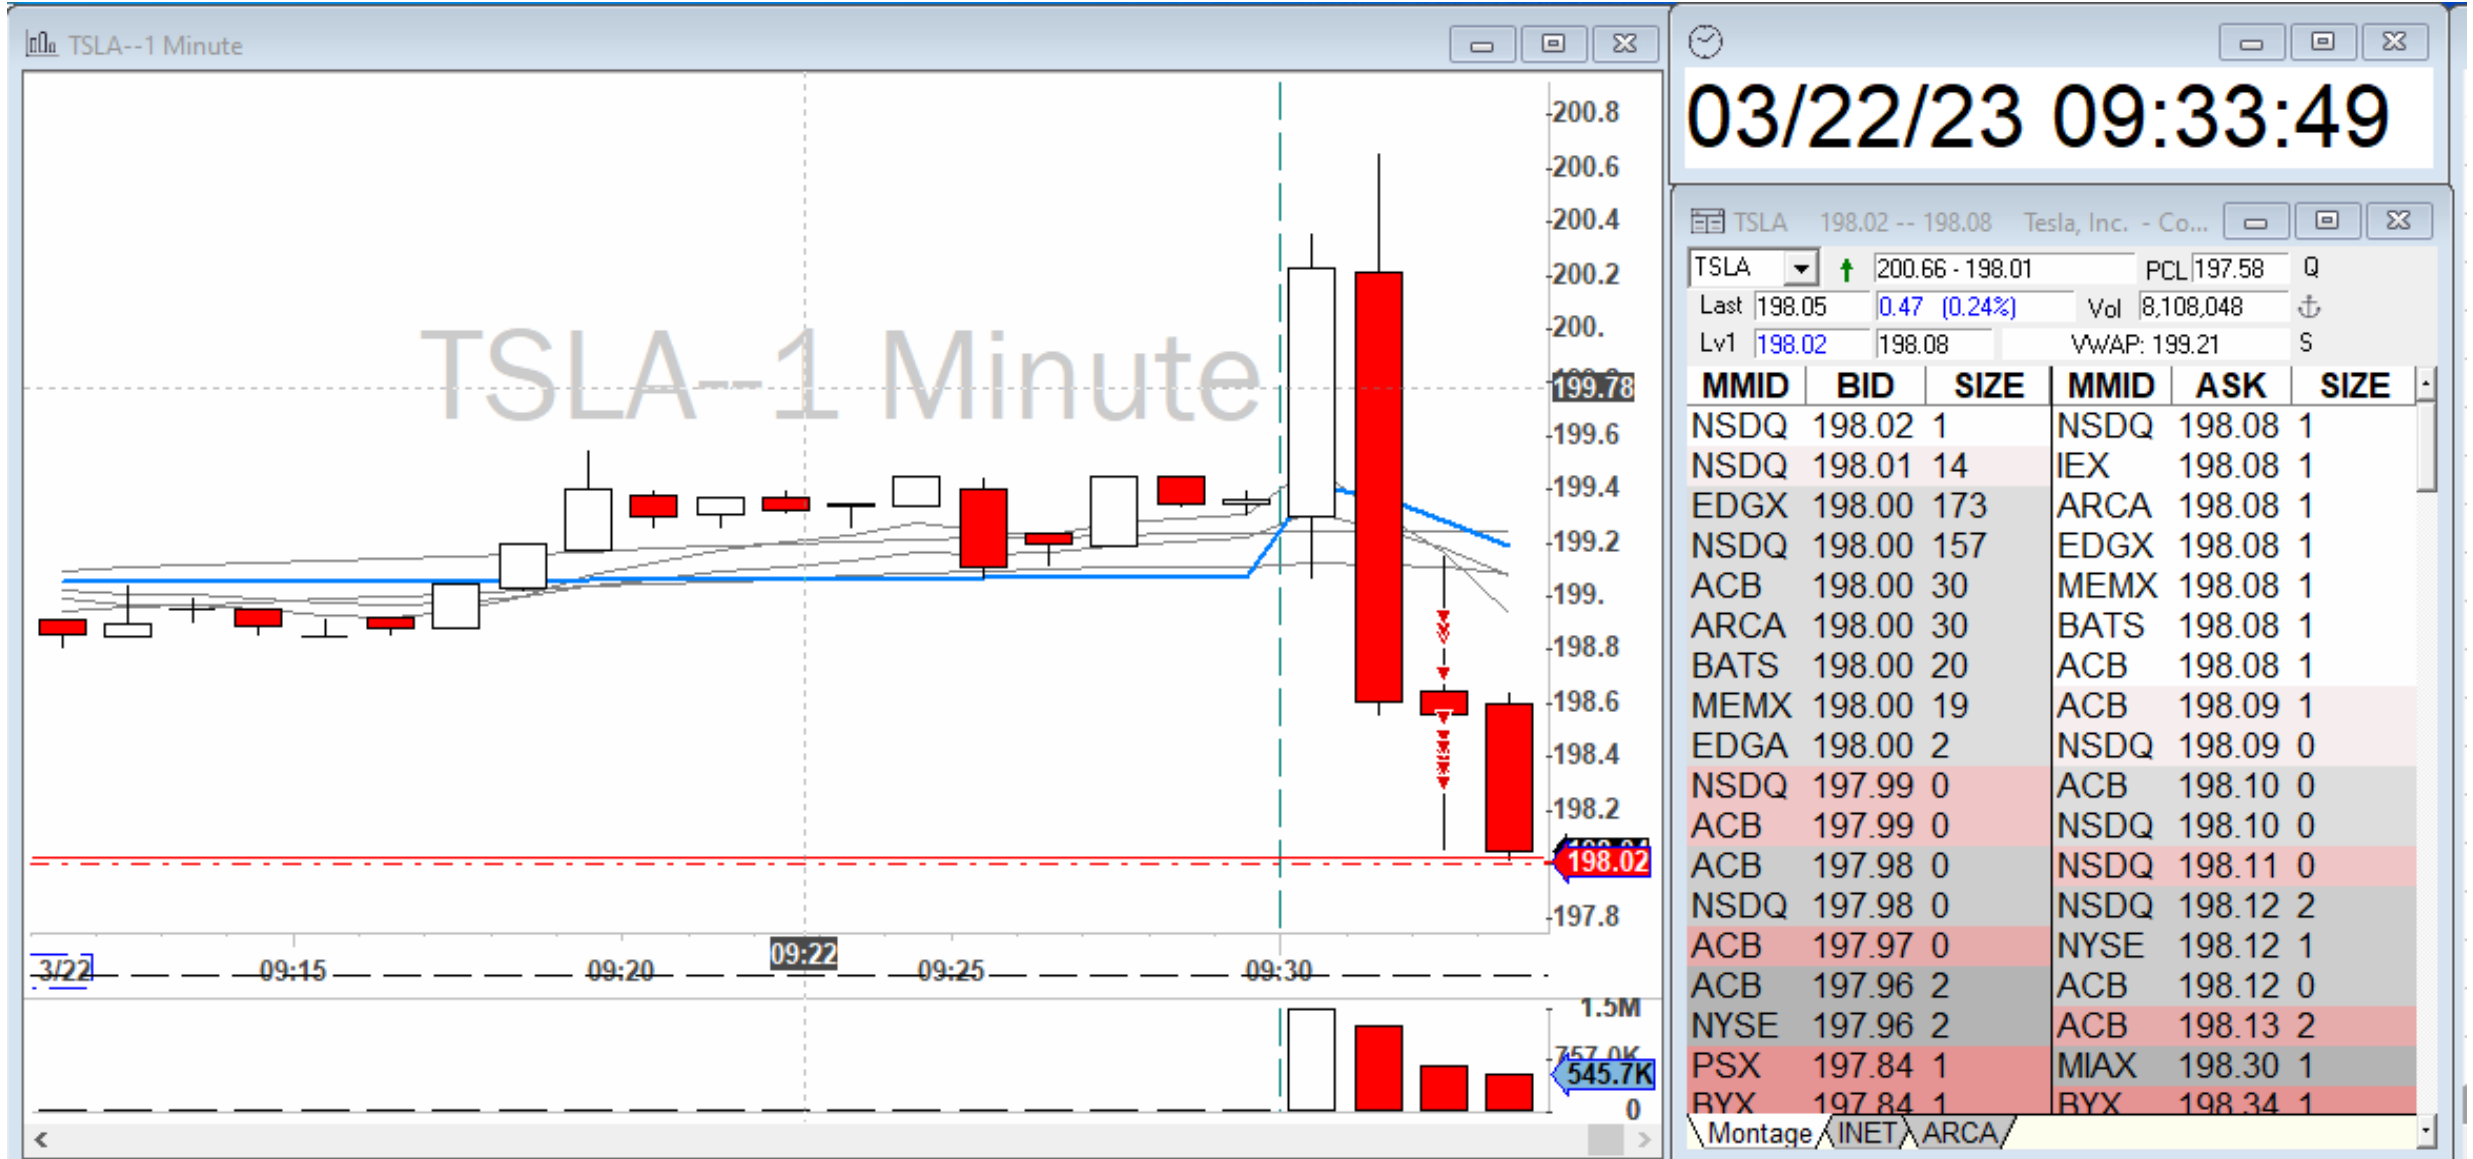 TSLA--1 Minute
TSLA--1 Minute
200.8
200.6
200.4
200.2
200.
199.78
199.6
199.4
199.2
199.
198.8
198.6
198.4
198.2
198.02
197.8
3/22
09:15
09:20
09:22
09:25
09:30
1.5M
757.0K
545.7K
0
03/22/23 09:33:49
TSLA 198.02 -- 198.08 Tesla, Inc. - Co...
TSLA 200.66 - 198.01 PCL 197.58 Q
Last 198.05 0.47 (0.24%) Vol 8,108,048
Lv1 198.02 198.08 VWAP: 199.21 S
MMID BID SIZE MMID ASK SIZE
NSDQ 198.02 1 NSDQ 198.08 1
NSDQ 198.01 14 IEX 198.08 1
EDGX 198.00 173 ARCA 198.08 1
NSDQ 198.00 157 EDGX 198.08 1
ACB 198.00 30 MEMX 198.08 1
ARCA 198.00 30 BATS 198.08 1
BATS 198.00 20 ACB 198.08 1
MEMX 198.00 19 ACB 198.09 1
EDGA 198.00 2 NSDQ 198.09 0
NSDQ 197.99 0 ACB 198.10 0
ACB 197.99 0 NSDQ 198.10 0
ACB 197.98 0 NSDQ 198.11 0
NSDQ 197.98 0 NSDQ 198.12 2
ACB 197.97 0 NYSE 198.12 1
ACB 197.96 2 ACB 198.12 0
NYSE 197.96 2 ACB 198.13 2
PSX 197.84 1 MIAX 198.30 1
BYX 197.84 1 BYX 198.34 1
Montage INET ARCA